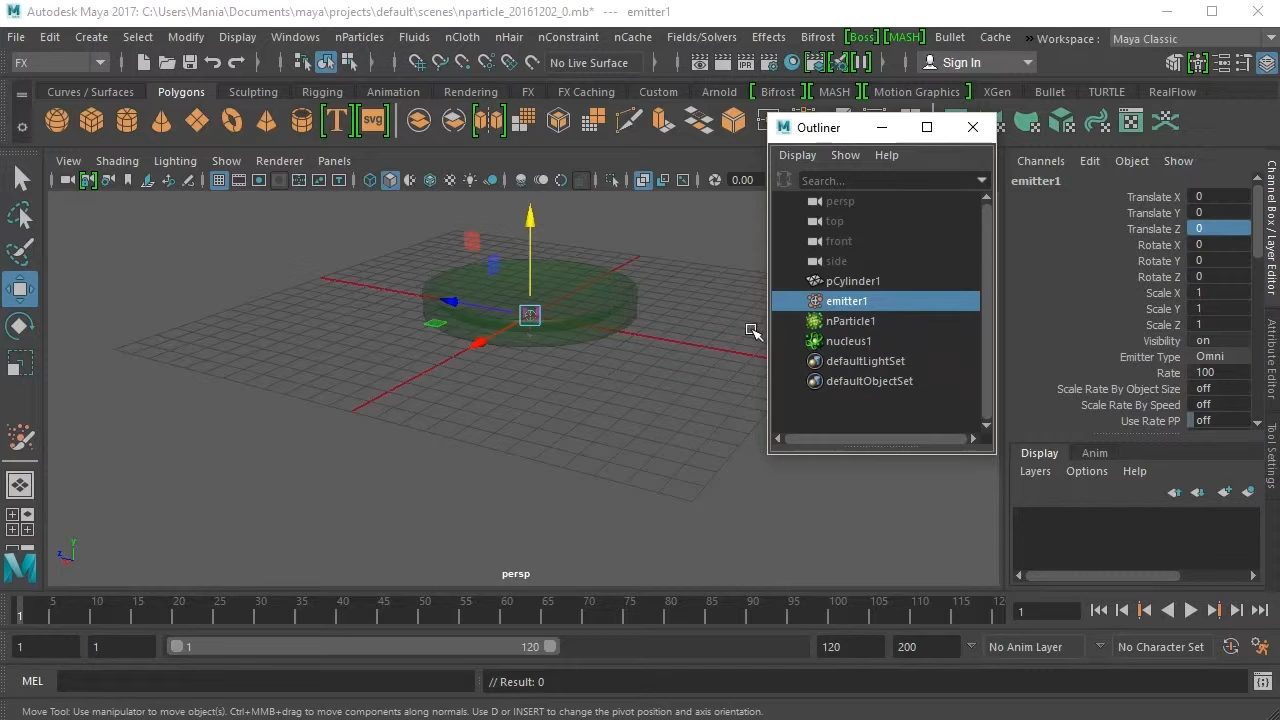 Autodesk Maya 2017: C:\Users\Mania\Documents\maya\projects\default\scenes\nparticle_20161202_0.mb* --- emitter1
File Edit Create Select Modify Display Windows nParticles Fluids nCloth nHair nConstraint nCache Fields/Solvers Effects Bifrost [Boss] [MASH] Bullet Cache » Workspace : Maya Classic
FX No Live Surface Sign In
Curves / Surfaces Polygons Sculpting Rigging Animation Rendering FX FX Caching Custom Arnold [ Bifrost ] [ MASH ] [ Motion Graphics ] XGen Bullet TURTLE RealFlow
T svg
Outliner
View Shading Lighting Show Renderer Panels
0.00
Display Show Help
Search...
persp
top
front
side
pCylinder1
emitter1
nParticle1
nucleus1
defaultLightSet
defaultObjectSet
persp
Channels Edit Object Show
emitter1
Translate X 0
Translate Y 0
Translate Z 0
Rotate X 0
Rotate Y 0
Rotate Z 0
Scale X 1
Scale Y 1
Scale Z 1
Visibility on
Emitter Type Omni
Rate 100
Scale Rate By Object Size off
Scale Rate By Speed off
Use Rate PP off
Display Anim
Layers Options Help
Channel Box / Layer Editor
Attribute Editor
Tool Settings
y
z
1 5 10 15 20 25 30 35 40 45 50 55 60 65 70 75 80 85 90 95 100 105 110 115 12
1
1 1 1 120 120 200 No Anim Layer No Character Set
MEL // Result: 0
Move Tool: Use manipulator to move object(s). Ctrl+MMB+drag to move components along normals. Use D or INSERT to change the pivot position and axis orientation.